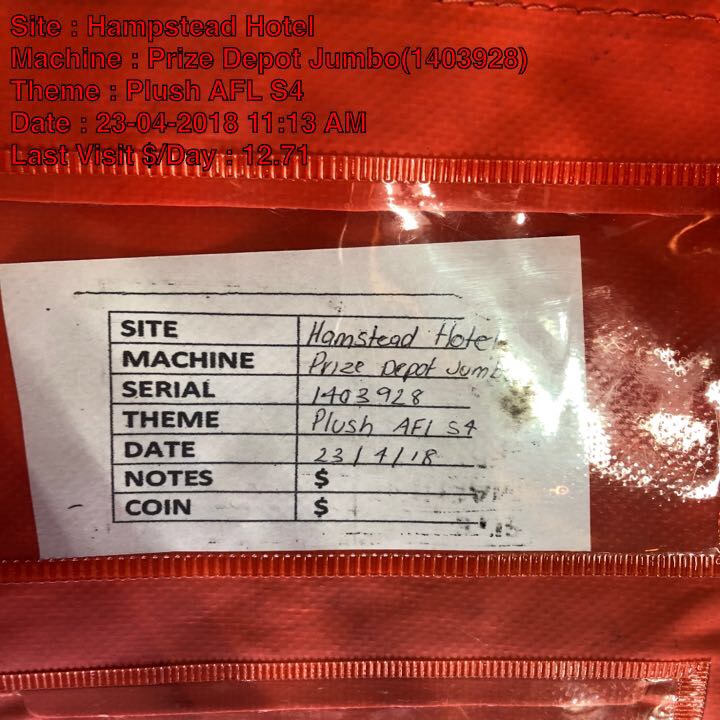 Site : Hampstead Hotel
Machine : Prize Depot Jumbo(1403928)
Theme : Plush AFL S4
Date : 23-04-2018 11:13 AM
Last Visit $/Day : 12.71
SITE Hamstead Hotel
MACHINE Prize Depot Jumb
SERIAL 1403928
THEME Plush AFl S4
DATE 23/4/18
NOTES $
COIN $